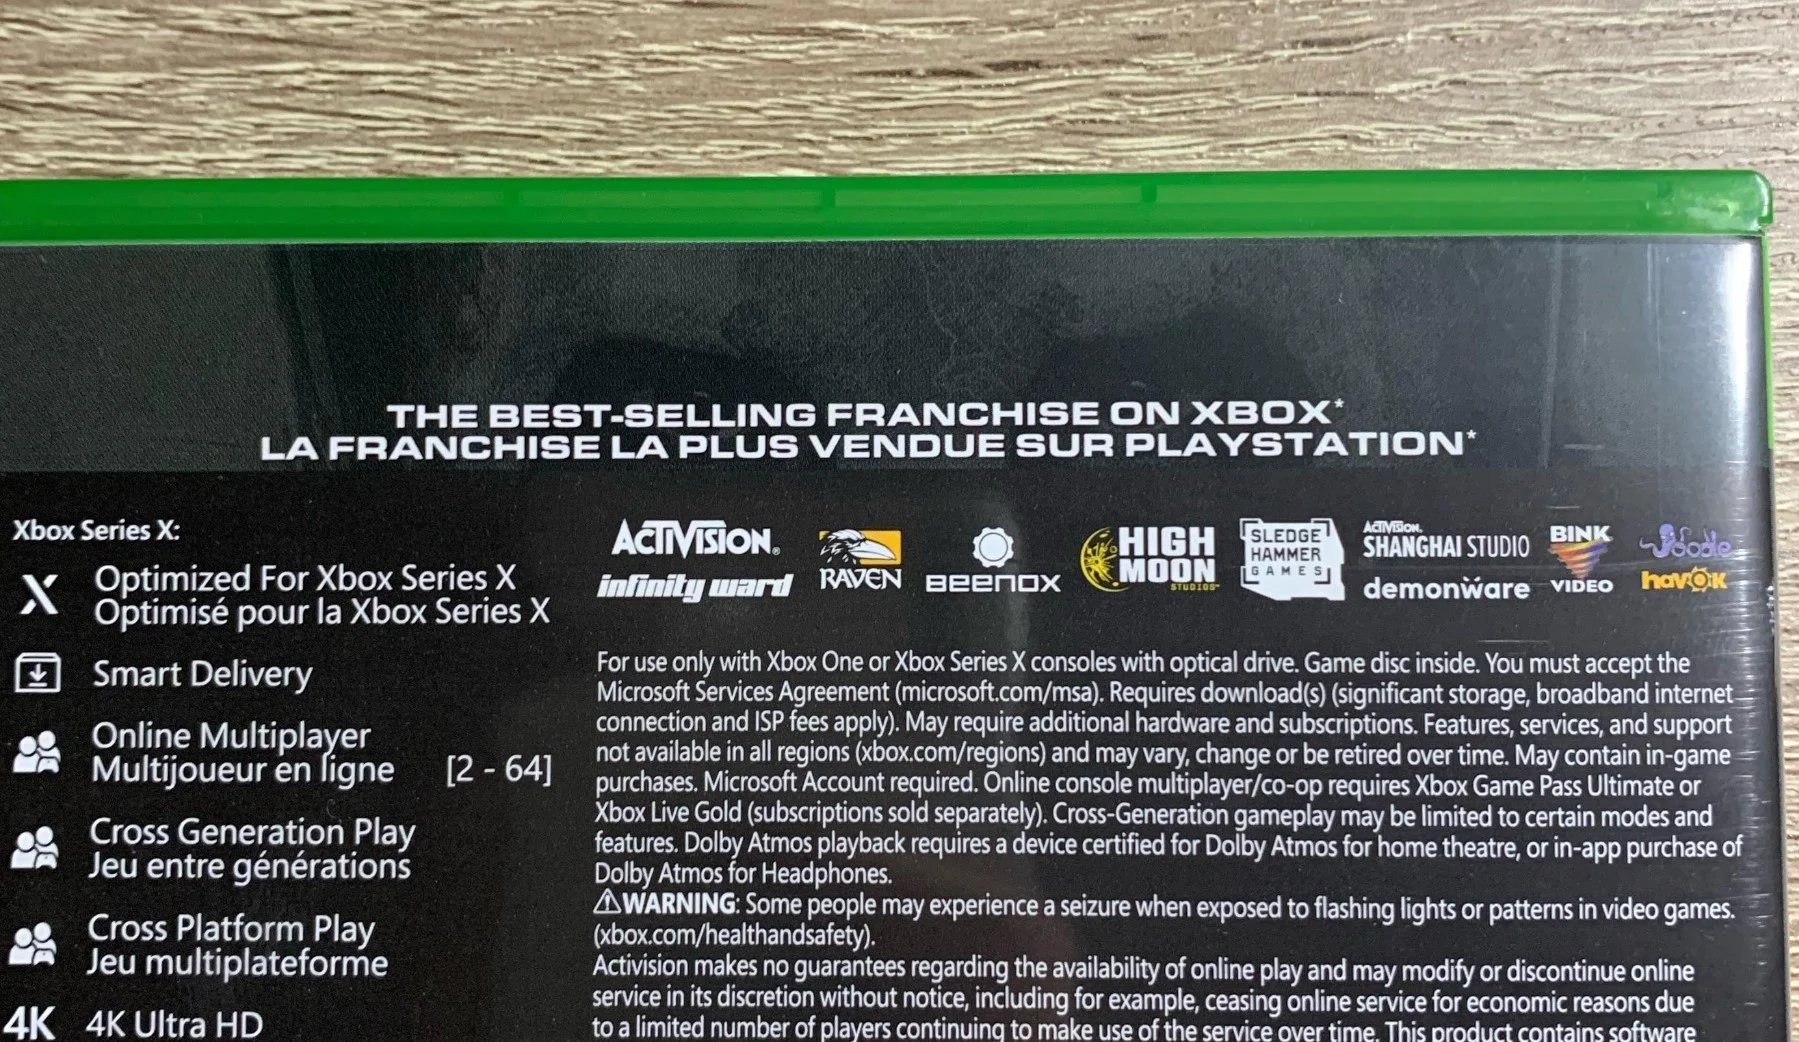 THE BEST-SELLING FRANCHISE ON XBOX*
LA FRANCHISE LA PLUS VENDUE SUR PLAYSTATION*
Xbox Series X:
X Optimized For Xbox Series X
Optimisé pour la Xbox Series X
Smart Delivery
Online Multiplayer
Multijoueur en ligne [2 - 64]
Cross Generation Play
Jeu entre générations
Cross Platform Play
Jeu multiplateforme
4K 4K Ultra HD
ACTIVISION.
infinity ward
RAVEN
BEENOX
HIGH
MOON
STUDIOS
SLEDGE
HAMMER
GAMES
ACTIVISION.
SHANGHAI STUDIO
demonware
BINK
VIDEO
Oodle
havok
For use only with Xbox One or Xbox Series X consoles with optical drive. Game disc inside. You must accept the
Microsoft Services Agreement (microsoft.com/msa). Requires download(s) (significant storage, broadband internet
connection and ISP fees apply). May require additional hardware and subscriptions. Features, services, and support
not available in all regions (xbox.com/regions) and may vary, change or be retired over time. May contain in-game
purchases. Microsoft Account required. Online console multiplayer/co-op requires Xbox Game Pass Ultimate or
Xbox Live Gold (subscriptions sold separately). Cross-Generation gameplay may be limited to certain modes and
features. Dolby Atmos playback requires a device certified for Dolby Atmos for home theatre, or in-app purchase of
Dolby Atmos for Headphones.
⚠WARNING: Some people may experience a seizure when exposed to flashing lights or patterns in video games.
(xbox.com/healthandsafety).
Activision makes no guarantees regarding the availability of online play and may modify or discontinue online
service in its discretion without notice, including for example, ceasing online service for economic reasons due
to a limited number of players continuing to make use of the service over time. This product contains software